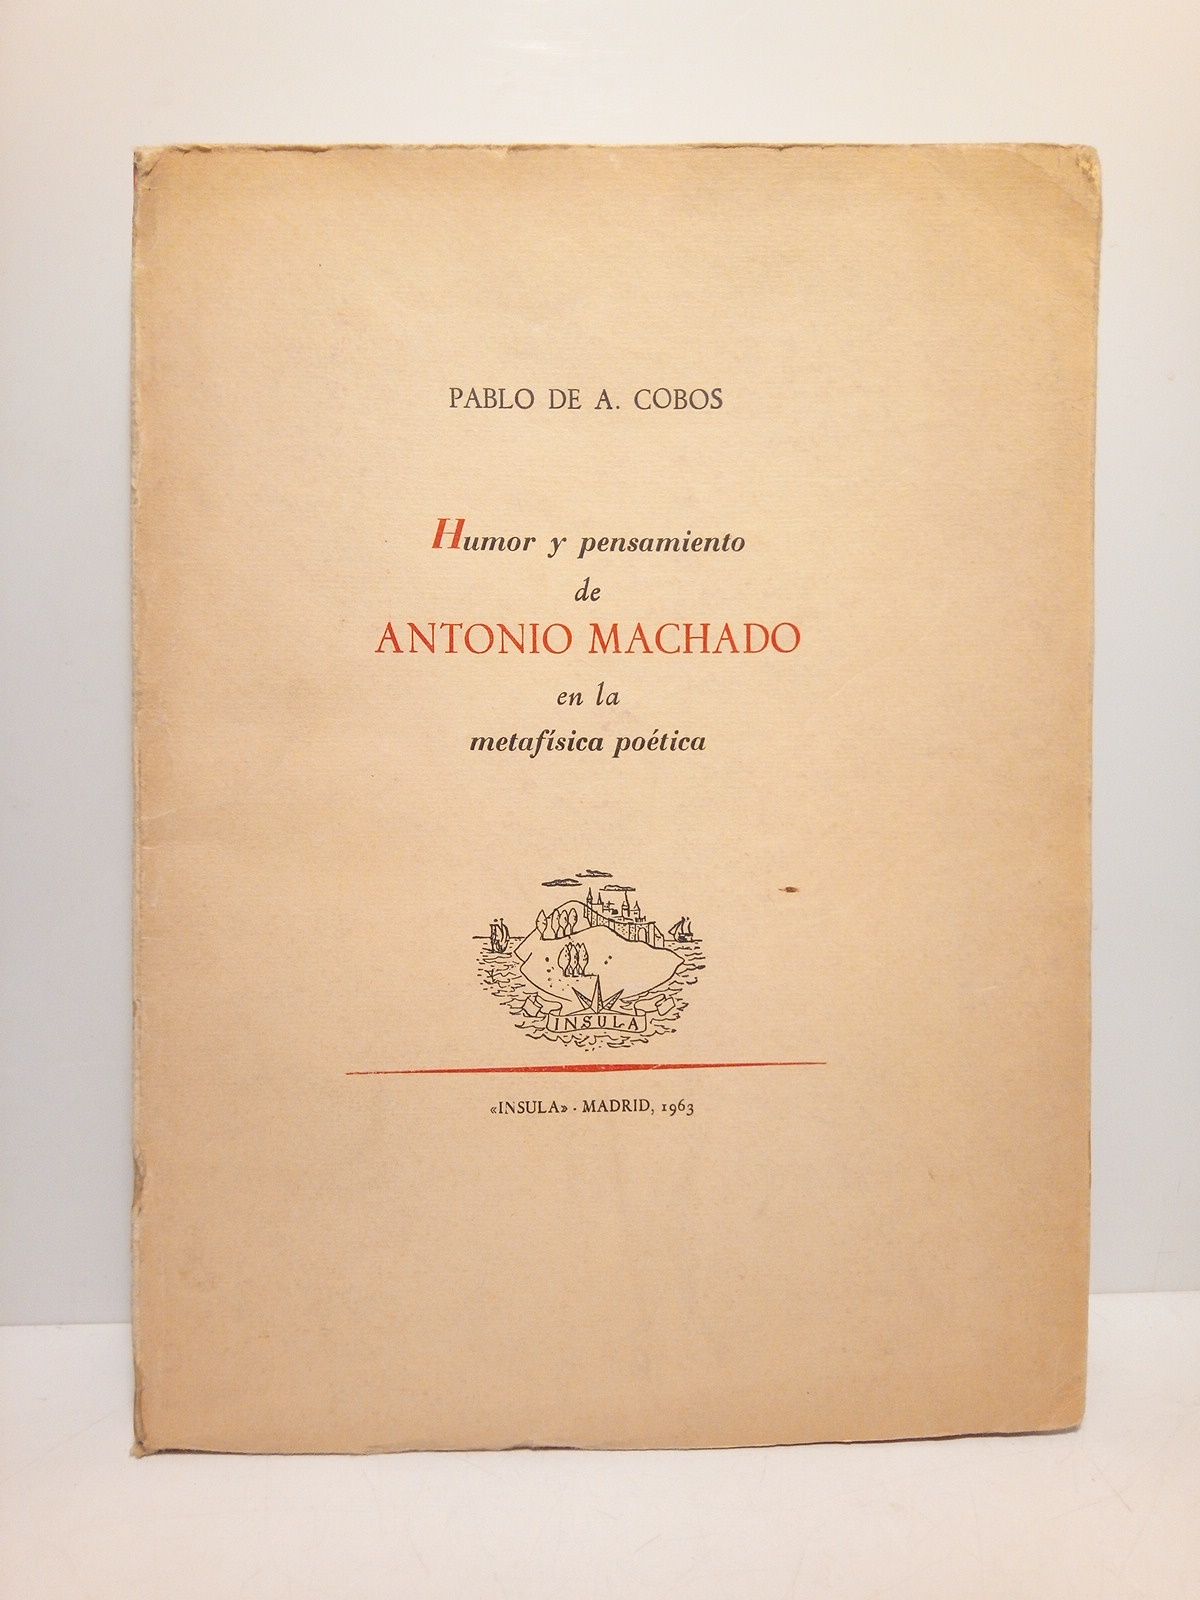 PABLO DE A. COBOS
Humor y pensamiento
de
ANTONIO MACHADO
en la
metafísica poética
INSULA
«INSULA» · MADRID, 1963